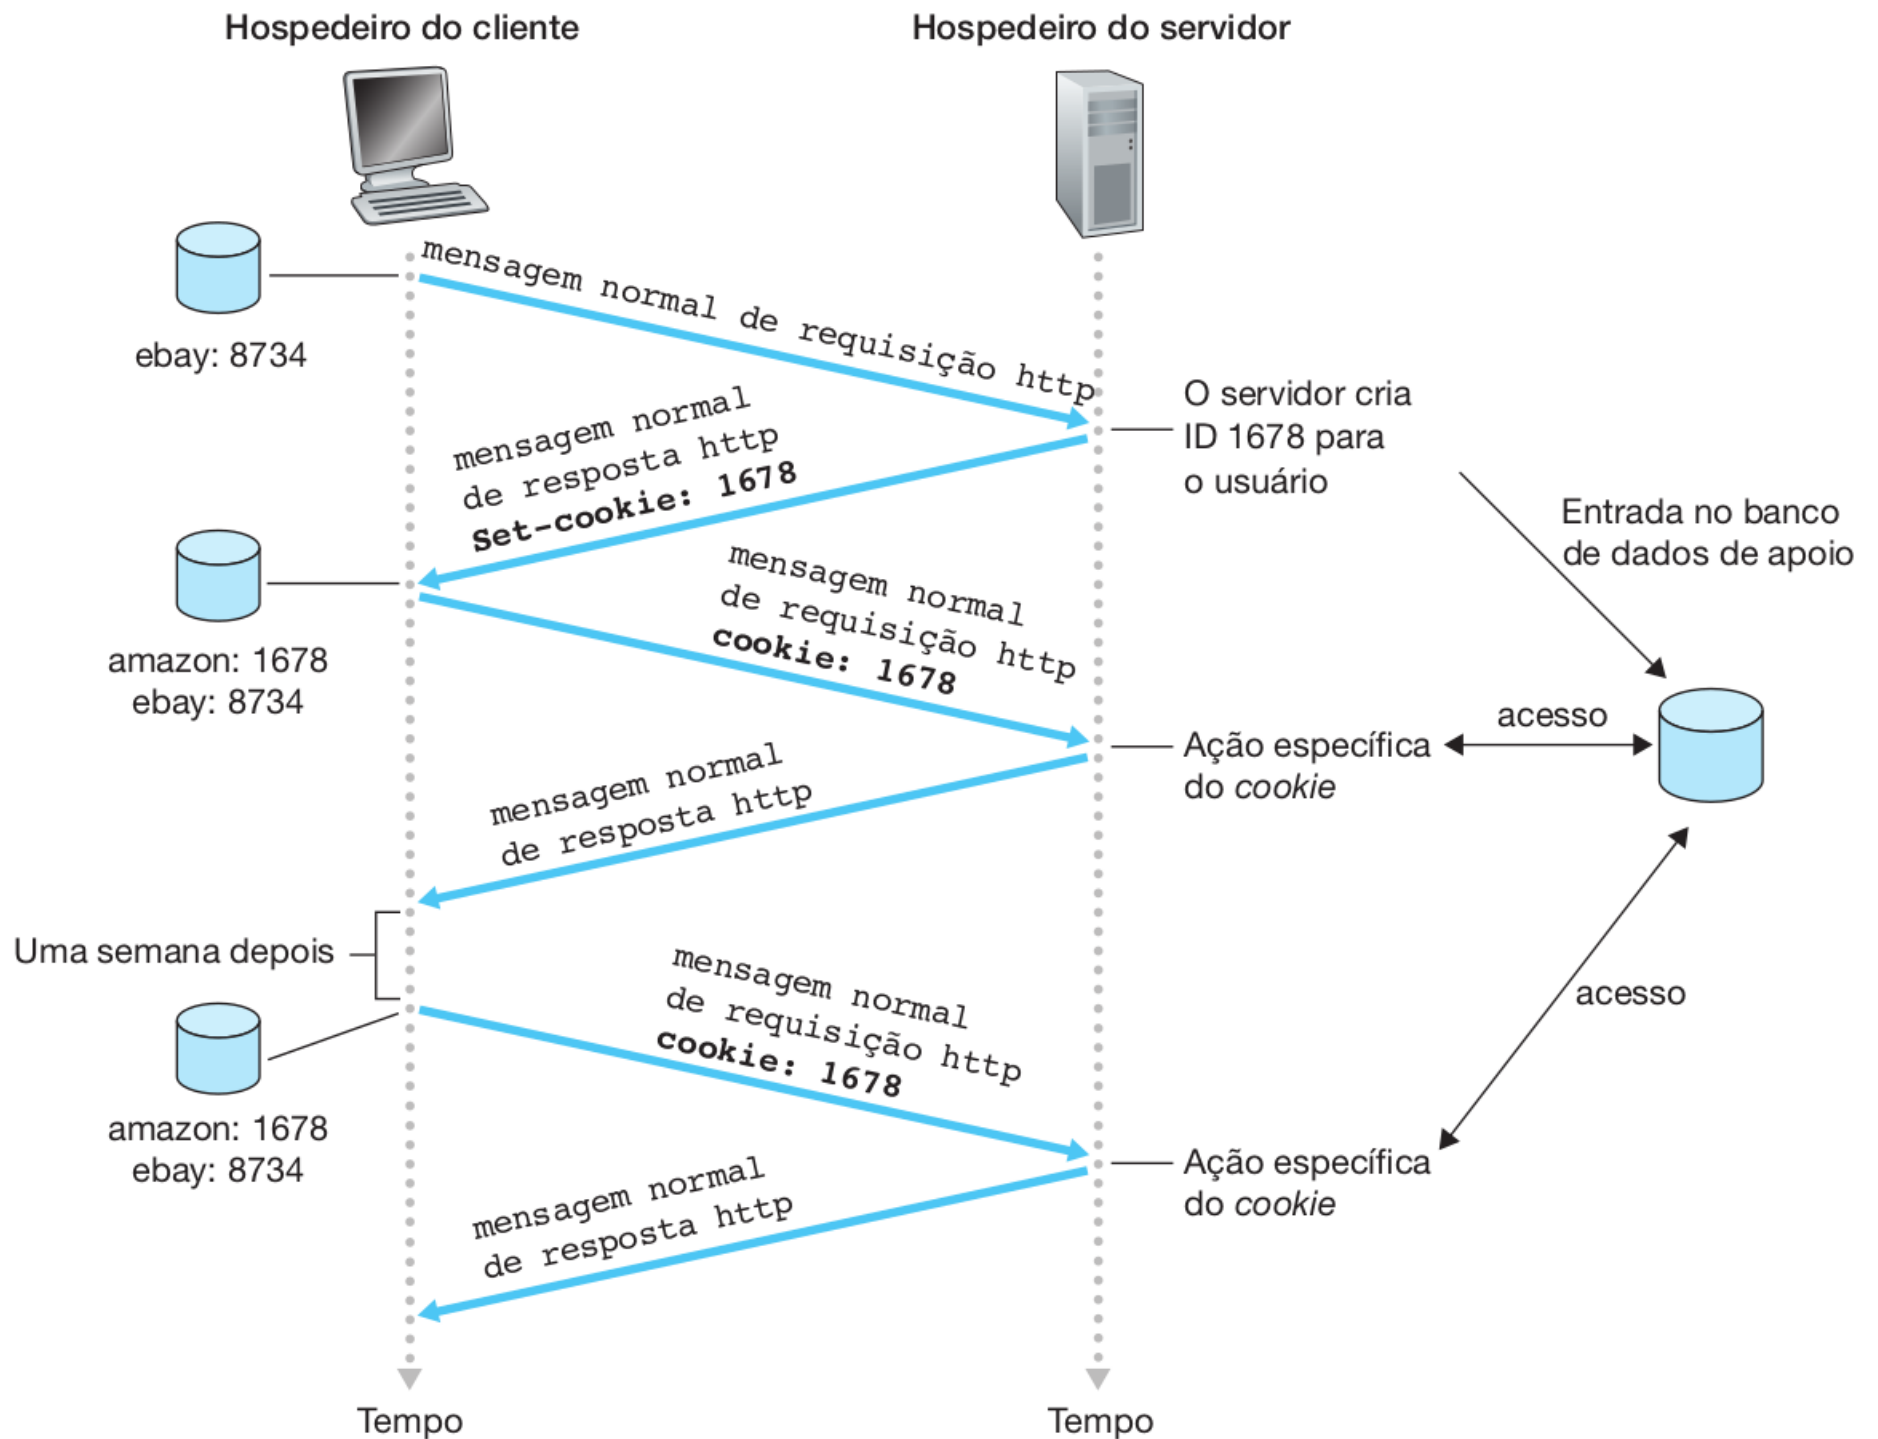 Hospedeiro do cliente
Hospedeiro do servidor
mensagem normal de requisição http
ebay: 8734
O servidor cria
ID 1678 para
o usuário
mensagem normal
de resposta http
Set-cookie: 1678
Entrada no banco
de dados de apoio
amazon: 1678
ebay: 8734
mensagem normal
de requisição http
cookie: 1678
acesso
Ação específica
do cookie
mensagem normal
de resposta http
Uma semana depois
mensagem normal
de requisição http
cookie: 1678
acesso
amazon: 1678
ebay: 8734
Ação específica
do cookie
mensagem normal
de resposta http
Tempo
Tempo